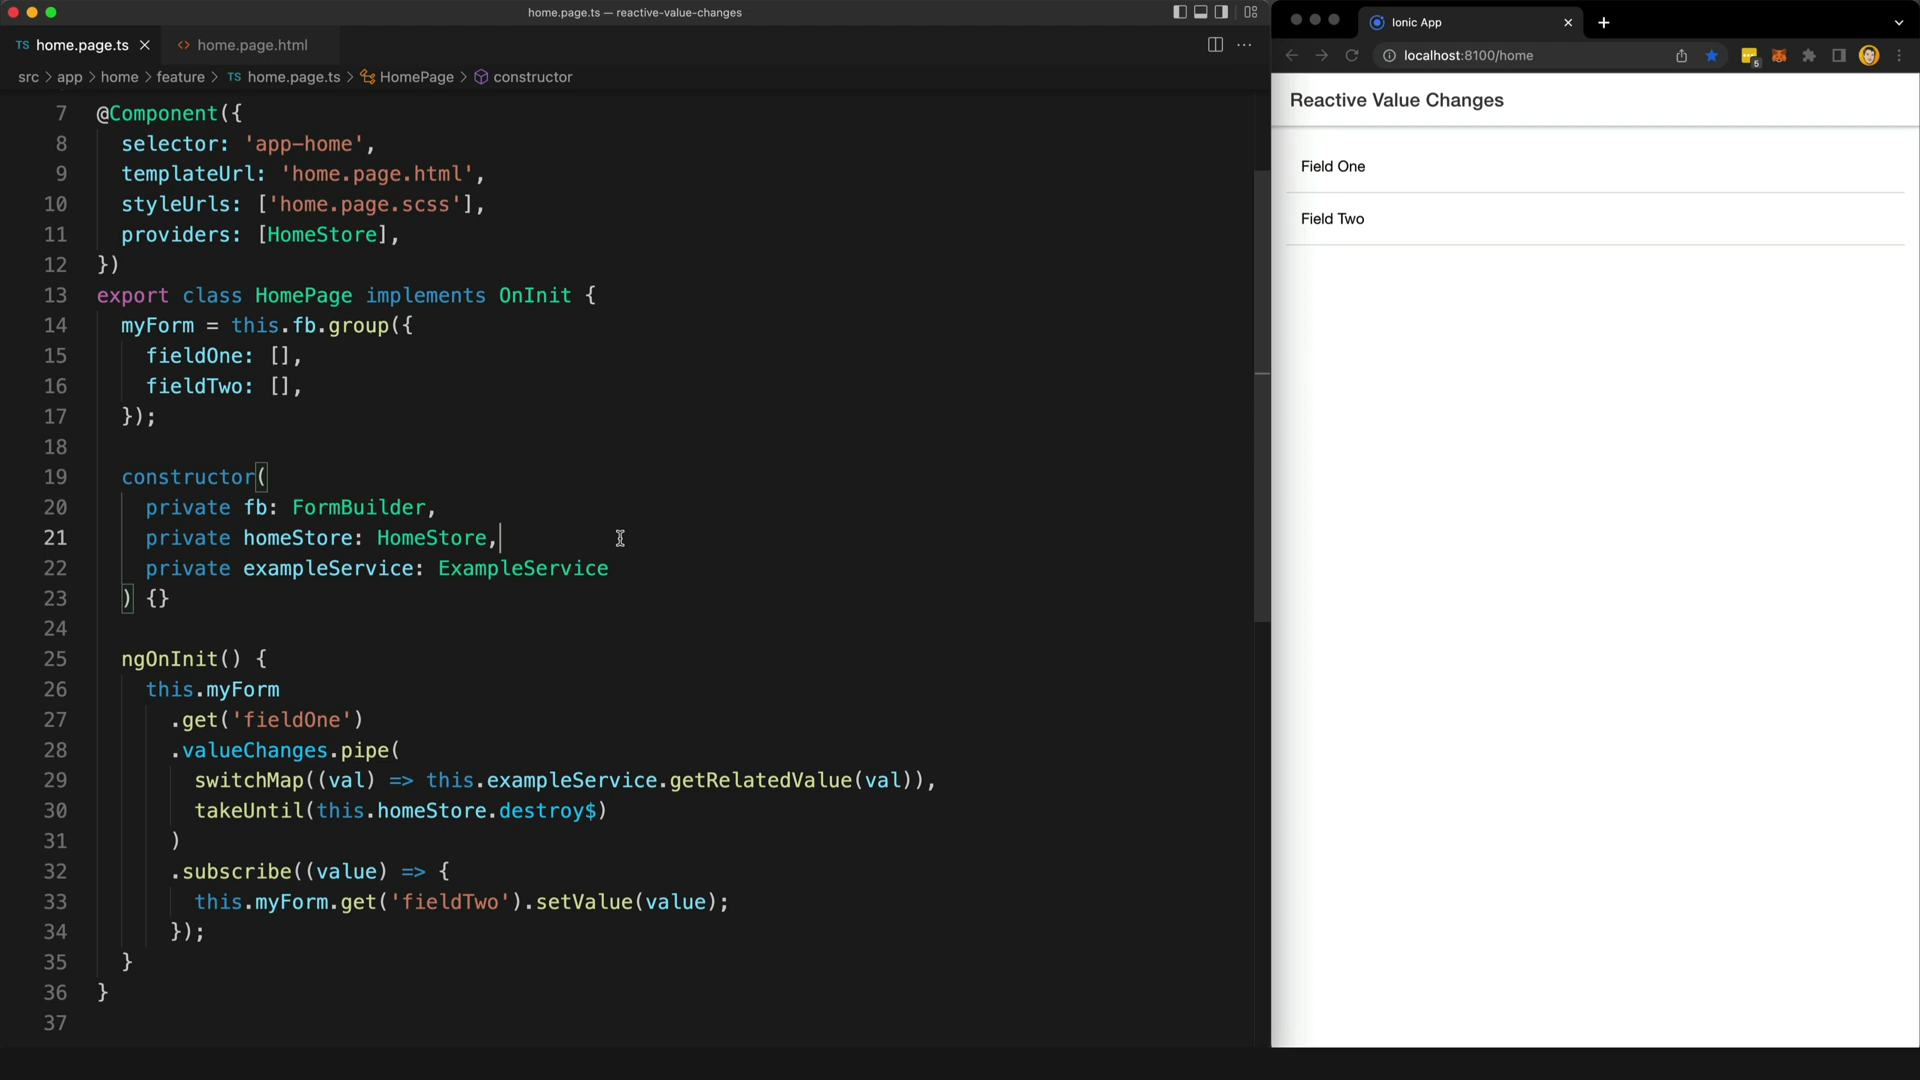 home.page.ts — reactive-value-changes
TS home.page.ts
<> home.page.html
src > app > home > feature > TS home.page.ts > HomePage > constructor
7 @Component({
8 selector: 'app-home',
9 templateUrl: 'home.page.html',
10 styleUrls: ['home.page.scss'],
11 providers: [HomeStore],
12 })
13 export class HomePage implements OnInit {
14 myForm = this.fb.group({
15 fieldOne: [],
16 fieldTwo: [],
17 });
18
19 constructor(
20 private fb: FormBuilder,
21 private homeStore: HomeStore,
22 private exampleService: ExampleService
23 ) {}
24
25 ngOnInit() {
26 this.myForm
27 .get('fieldOne')
28 .valueChanges.pipe(
29 switchMap((val) => this.exampleService.getRelatedValue(val)),
30 takeUntil(this.homeStore.destroy$)
31 )
32 .subscribe((value) => {
33 this.myForm.get('fieldTwo').setValue(value);
34 });
35 }
36 }
37
Ionic App
localhost:8100/home
5
Reactive Value Changes
Field One
Field Two